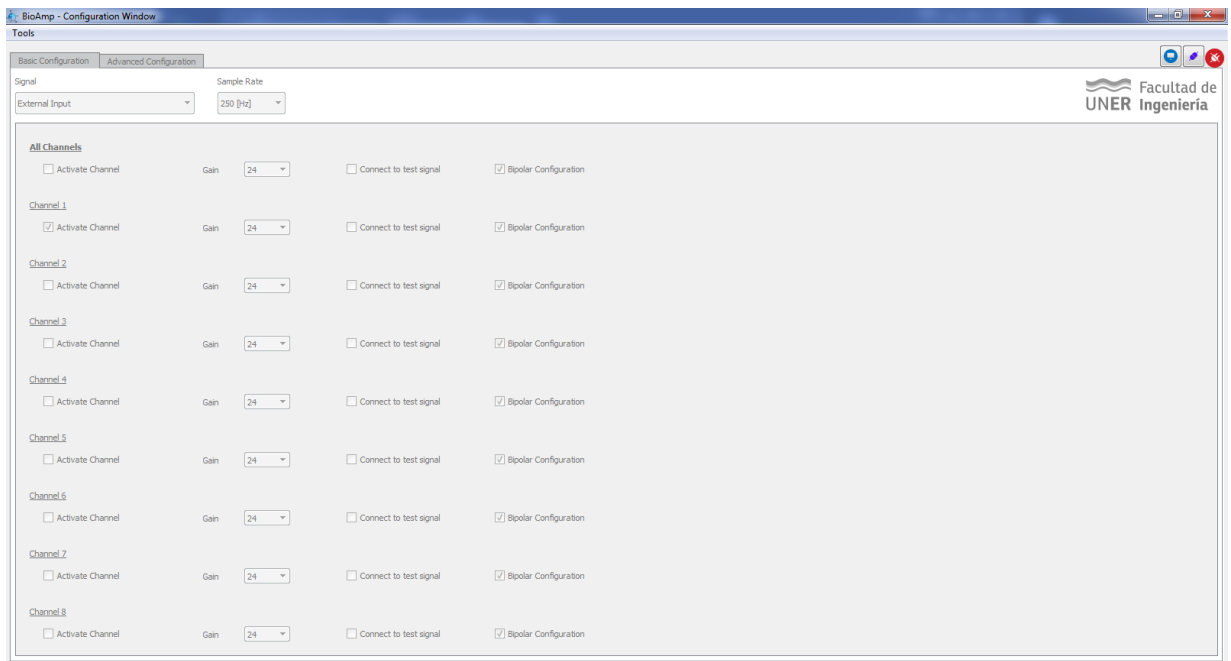 BioAmp - Configuration Window
Tools
Basic Configuration Advanced Configuration
Signal Sample Rate
External Input 250 [Hz]
Facultad de
UNER Ingeniería
All Channels
Activate Channel Gain 24 Connect to test signal Bipolar Configuration
Channel 1
Activate Channel Gain 24 Connect to test signal Bipolar Configuration
Channel 2
Activate Channel Gain 24 Connect to test signal Bipolar Configuration
Channel 3
Activate Channel Gain 24 Connect to test signal Bipolar Configuration
Channel 4
Activate Channel Gain 24 Connect to test signal Bipolar Configuration
Channel 5
Activate Channel Gain 24 Connect to test signal Bipolar Configuration
Channel 6
Activate Channel Gain 24 Connect to test signal Bipolar Configuration
Channel 7
Activate Channel Gain 24 Connect to test signal Bipolar Configuration
Channel 8
Activate Channel Gain 24 Connect to test signal Bipolar Configuration